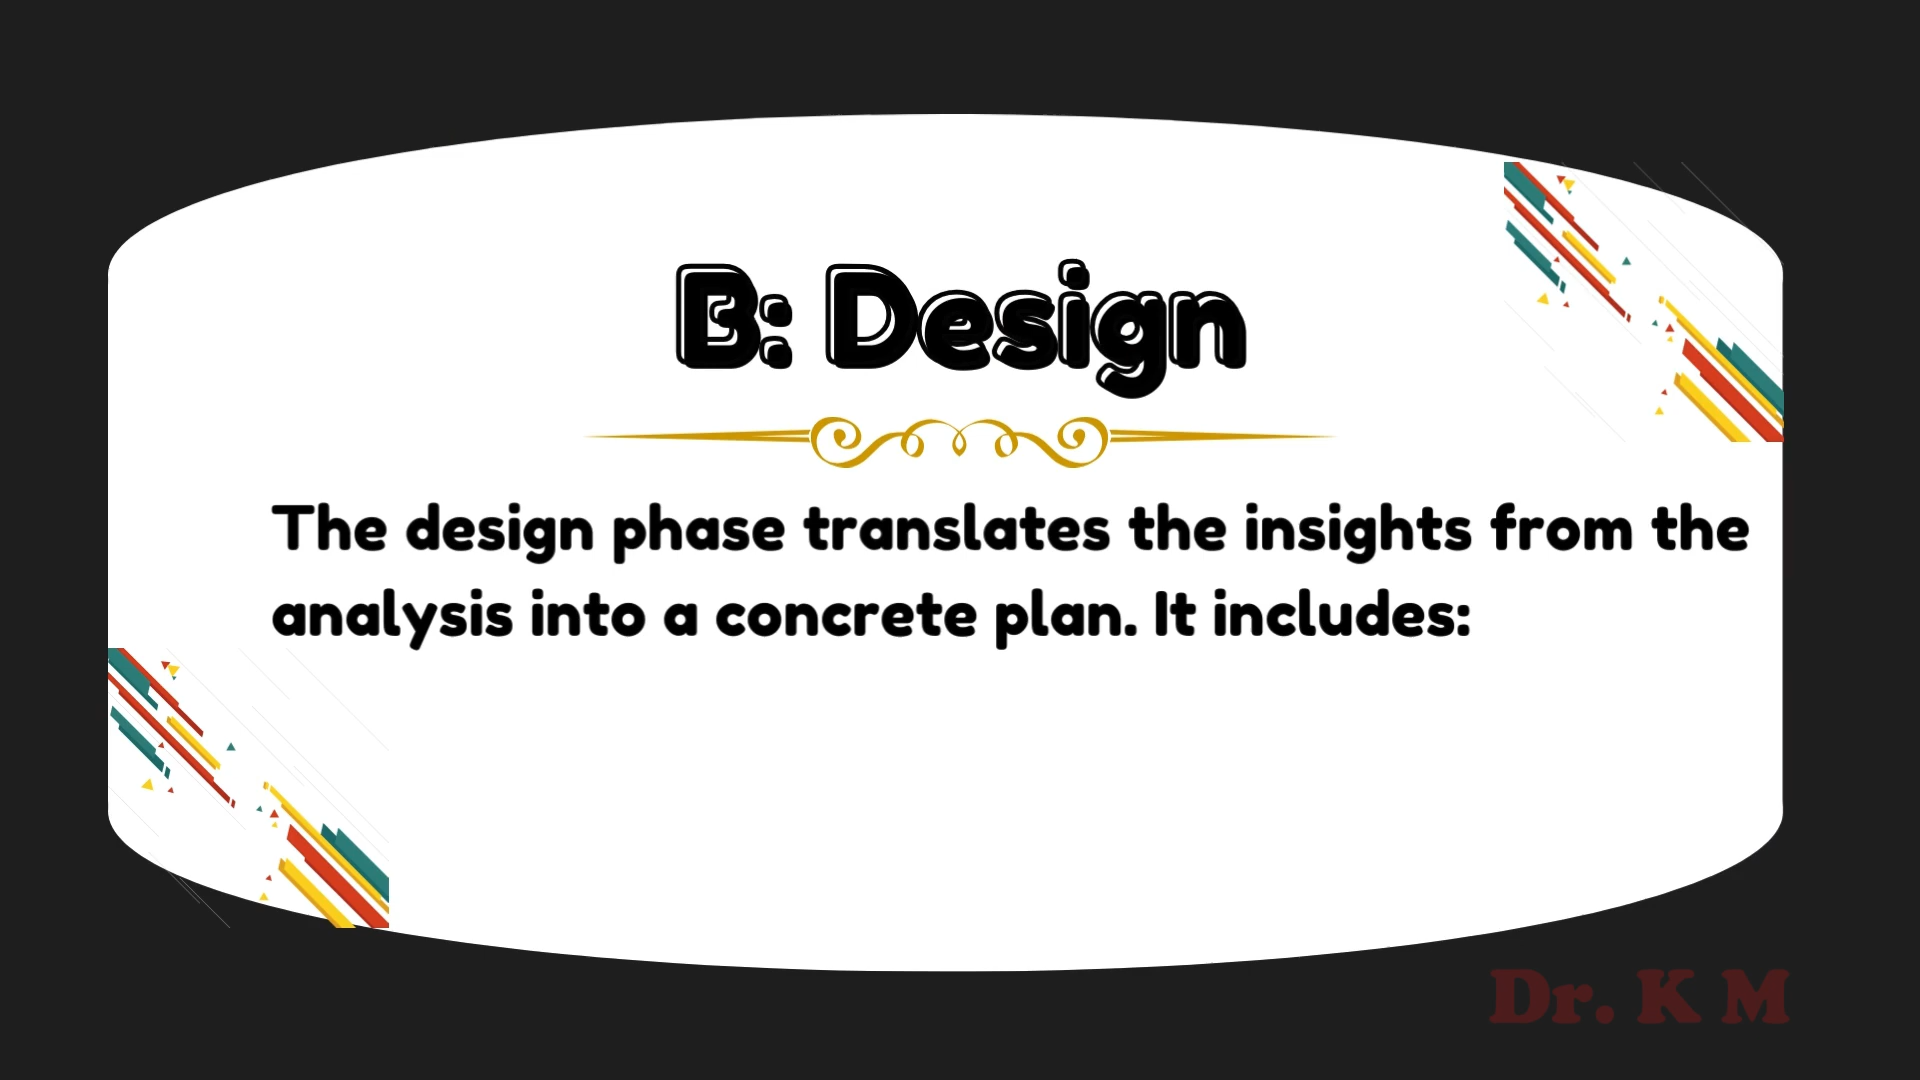 B: Design
The design phase translates the insights from the
analysis into a concrete plan. It includes:
Dr. K M